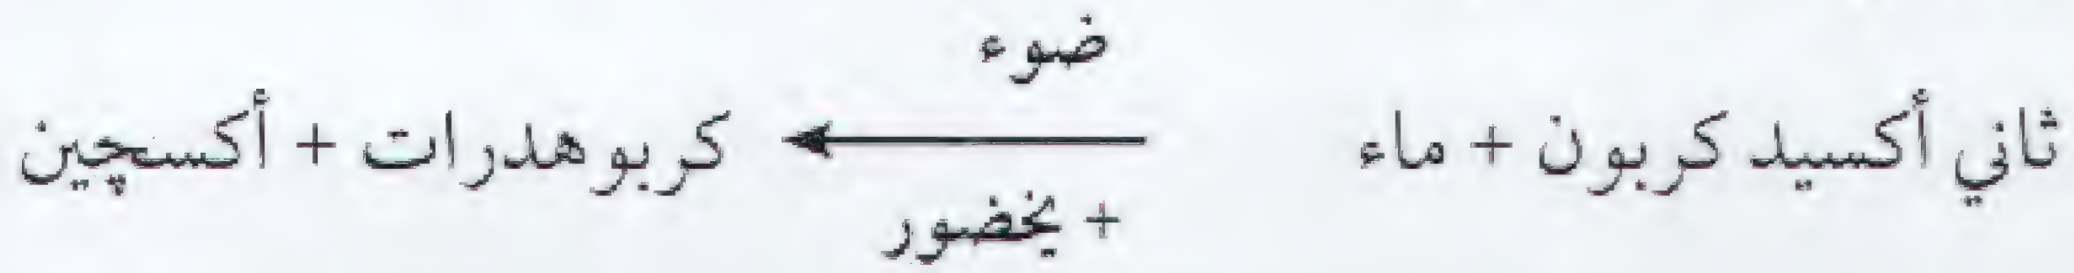 ضوء
ثاني أكسيد كربون + ماء ← كربوهدرات + أكسچين
+ يخضور